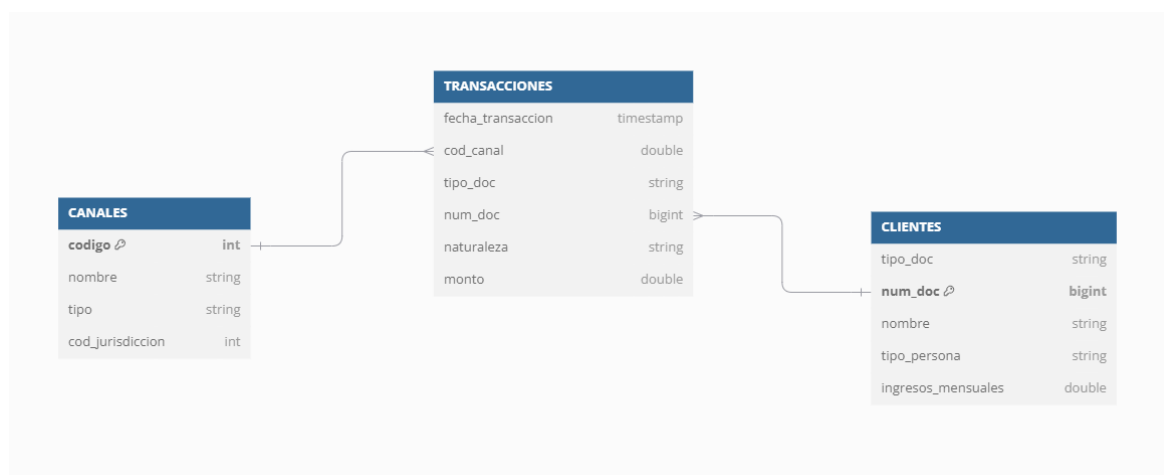 TRANSACCIONES
fecha_transaccion timestamp
cod_canal double
tipo_doc string
num_doc bigint
naturaleza string
monto double
CANALES
codigo int
nombre string
tipo string
cod_jurisdiccion int
CLIENTES
tipo_doc string
num_doc bigint
nombre string
tipo_persona string
ingresos_mensuales double